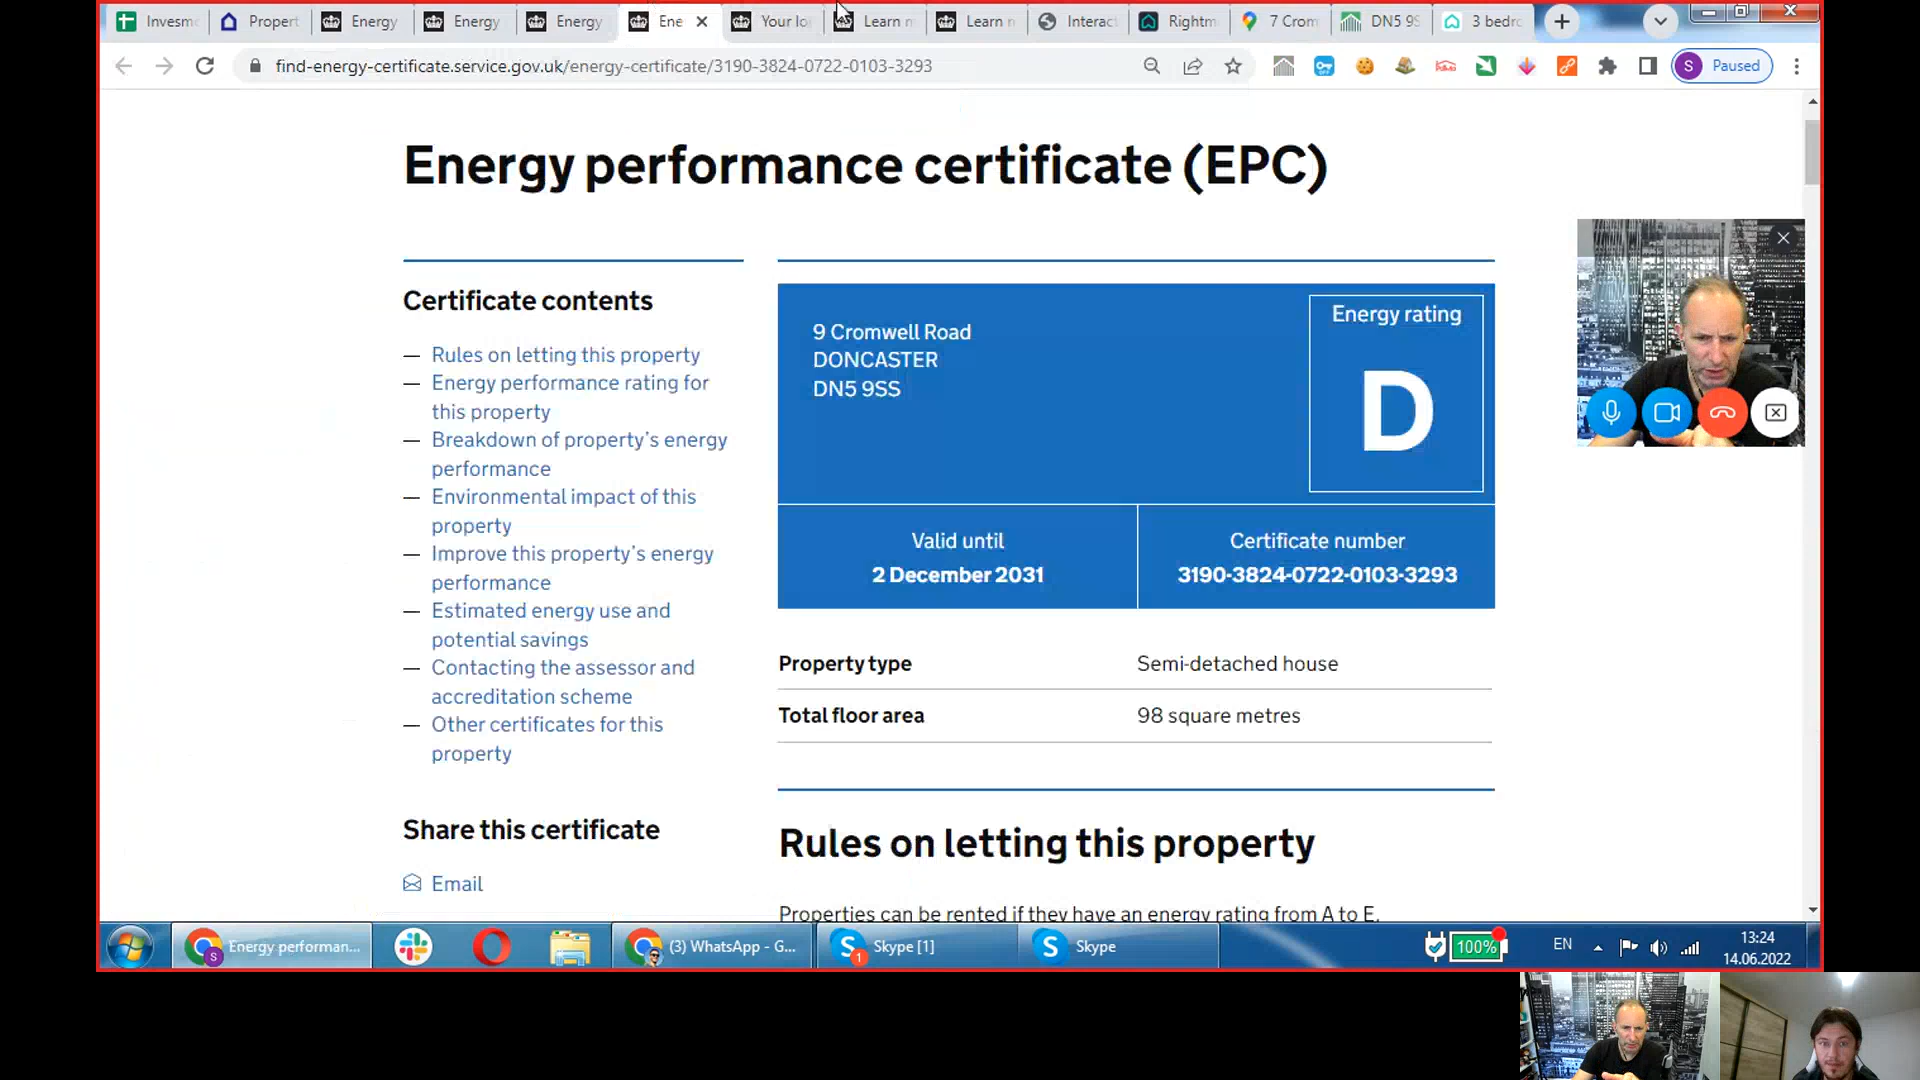 Invesm
Propert
Energy
Energy
Energy
Ene
Your lo
Learn
Learn
Interac
Rightm
7 Crom
DN5 9S
3 bedro
find-energy-certificate.service.gov.uk/energy-certificate/3190-3824-0722-0103-3293
S
Paused
Energy performance certificate (EPC)
Certificate contents
— Rules on letting this property
— Energy performance rating for
this property
— Breakdown of property's energy
performance
— Environmental impact of this
property
— Improve this property's energy
performance
— Estimated energy use and
potential savings
— Contacting the assessor and
accreditation scheme
— Other certificates for this
property
Share this certificate
Email
9 Cromwell Road
DONCASTER
DN5 9SS
Energy rating
D
Valid until
2 December 2031
Certificate number
3190-3824-0722-0103-3293
Property type
Semi-detached house
Total floor area
98 square metres
Rules on letting this property
Properties can be rented if they have an energy rating from A to E.
Energy performan...
(3) WhatsApp - G...
Skype [1]
Skype
100%
EN
13:24
14.06.2022